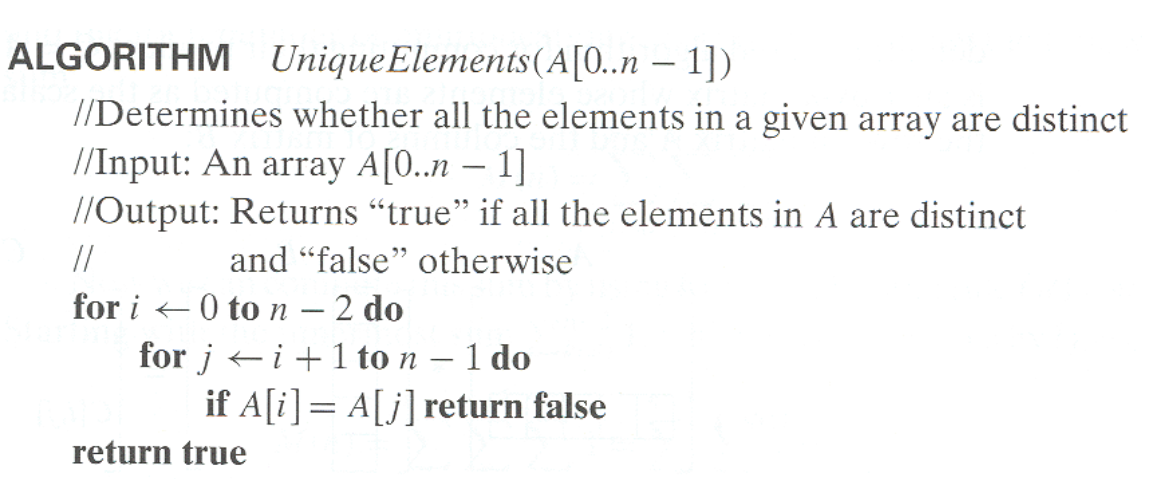 ALGORITHM UniqueElements(A[0..n − 1])
//Determines whether all the elements in a given array are distinct
//Input: An array A[0..n − 1]
//Output: Returns “true” if all the elements in A are distinct
// and “false” otherwise
for i ← 0 to n − 2 do
for j ← i + 1 to n − 1 do
if A[i] = A[j] return false
return true